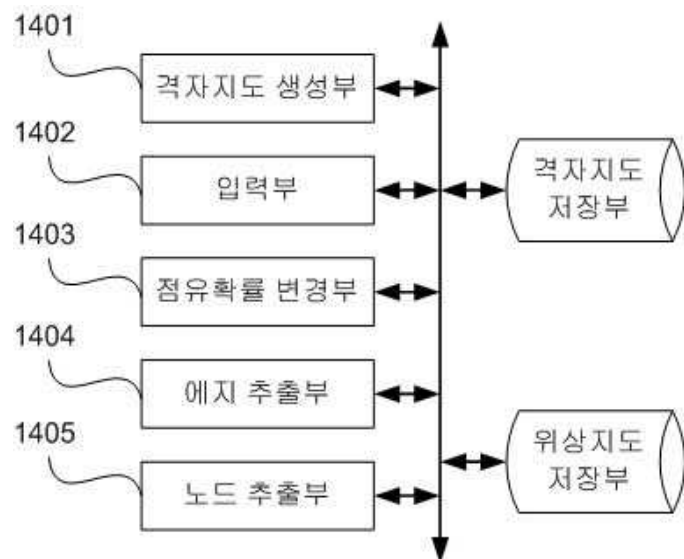 1401
격자지도 생성부
1402
입력부
격자지도
저장부
1403
점유확률 변경부
1404
에지 추출부
1405
노드 추출부
위상지도
저장부